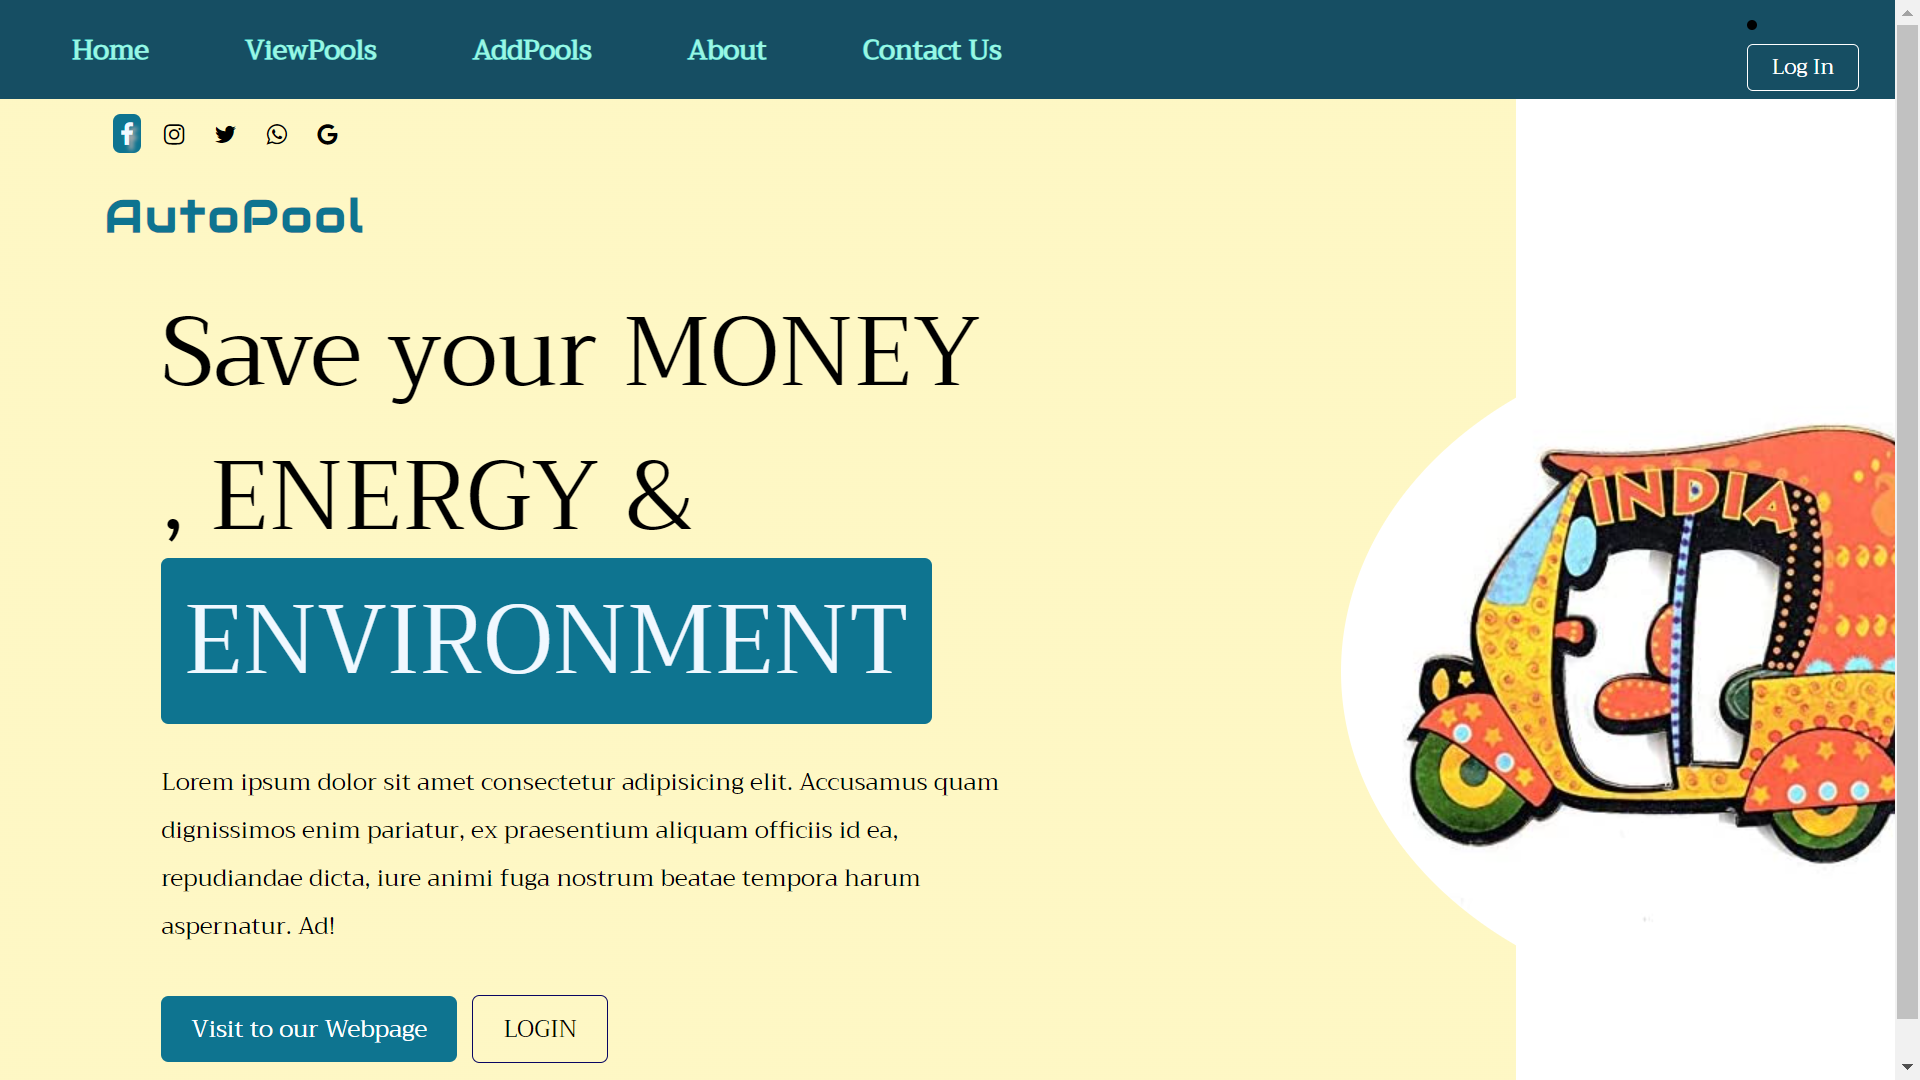 Home ViewPools AddPools About Contact Us
Log In
AutoPool
Save your MONEY
, ENERGY &
ENVIRONMENT
INDIA
Lorem ipsum dolor sit amet consectetur adipisicing elit. Accusamus quam
dignissimos enim pariatur, ex praesentium aliquam officiis id ea,
repudiandae dicta, iure animi fuga nostrum beatae tempora harum
aspernatur. Ad!
Visit to our Webpage LOGIN